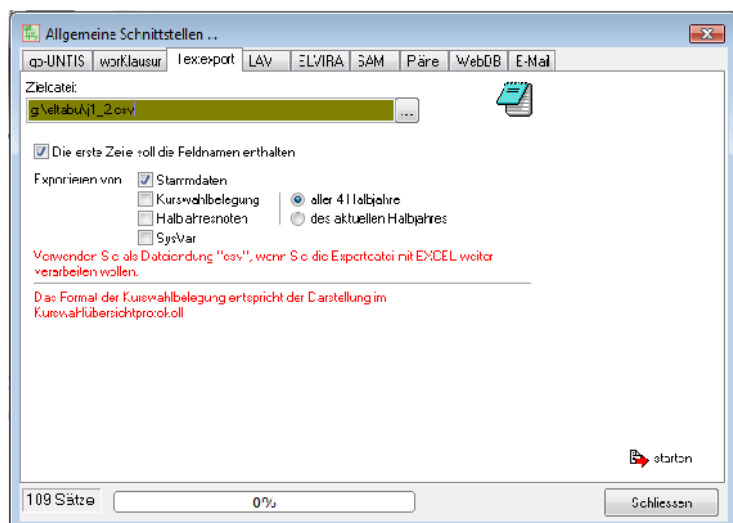 Allgemeine Schnittstellen ...
gp-UNTIS worKlausur Textexport LAV ELVIRA SAM Päre WebDB E-Mail
Zieldatei:
g:\eltabu\j1_2.csv
...
Die erste Zeile soll die Feldnamen enthalten
Exportieren von Stammdaten
Kurswahlbelegung aller 4 Halbjahre
Halbjahresnoten des aktuellen Halbjahres
SysVar
Verwenden Sie als Dateiendung "csv", wenn Sie die Exportdatei mit EXCEL weiter
verarbeiten wollen.
Das Format der Kurswahlbelegung entspricht der Darstellung im
Kurswahlübersichtprotokoll
starten
109 Sätze 0% Schliessen